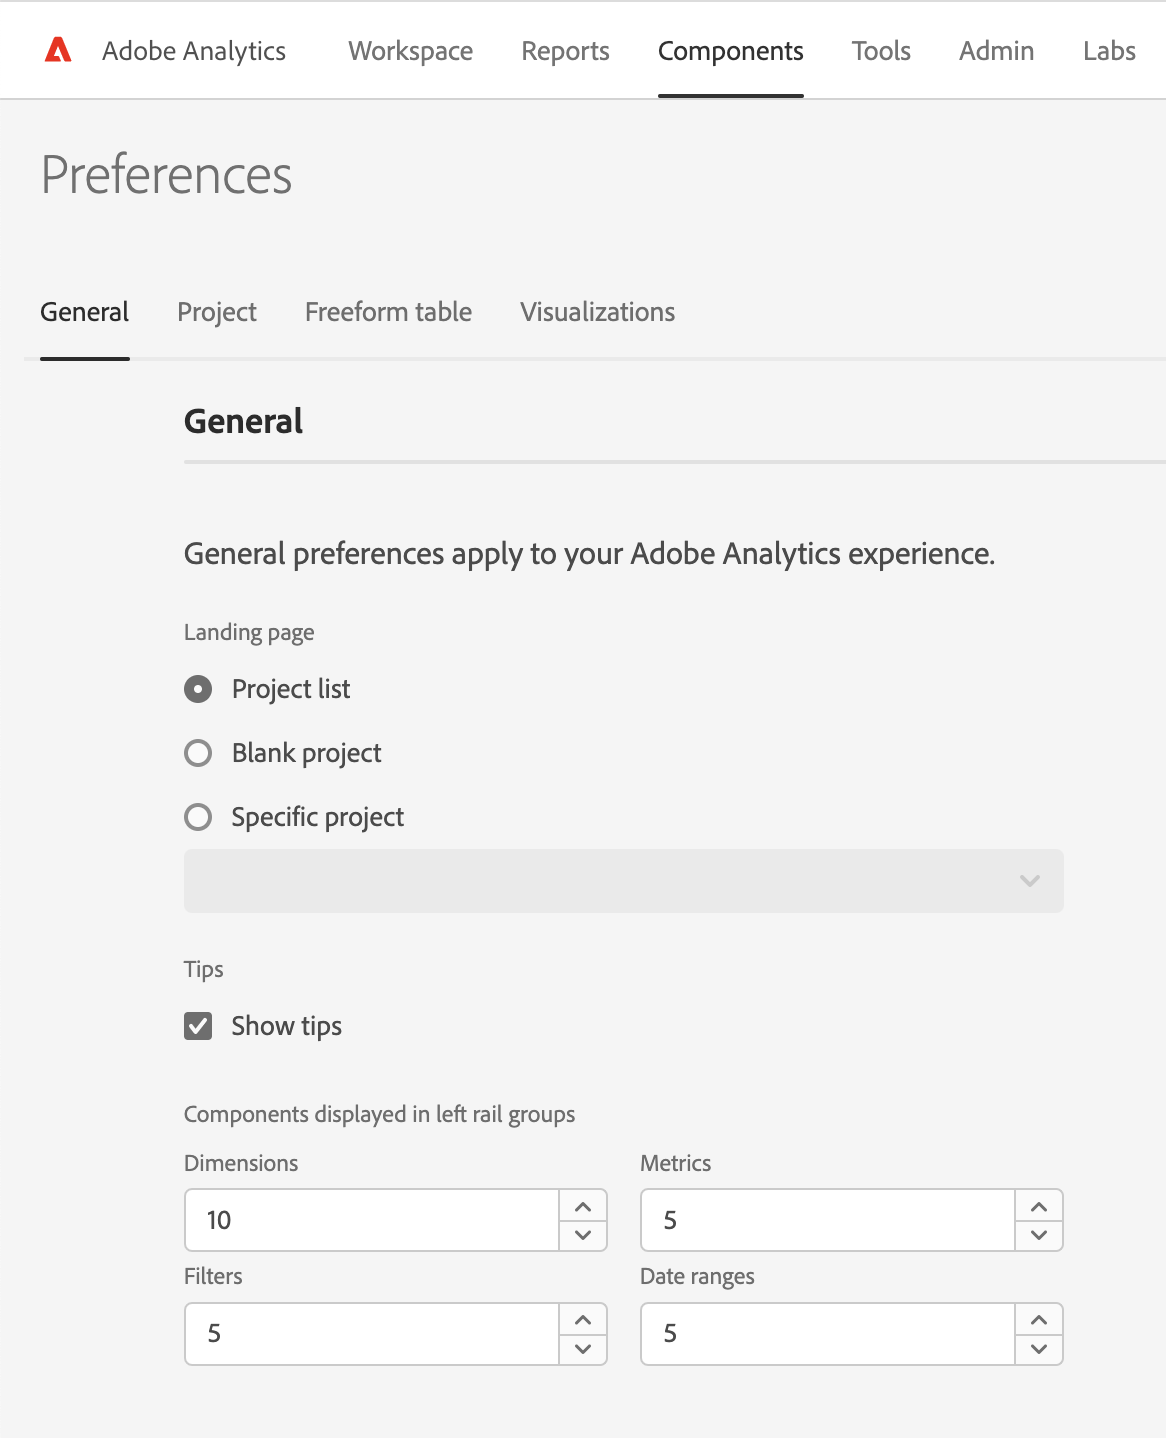 Adobe Analytics Workspace Reports Components Tools Admin Labs
Preferences
General Project Freeform table Visualizations
General
General preferences apply to your Adobe Analytics experience.
Landing page
Project list
Blank project
Specific project
Tips
Show tips
Components displayed in left rail groups
Dimensions Metrics
10 5
Filters Date ranges
5 5